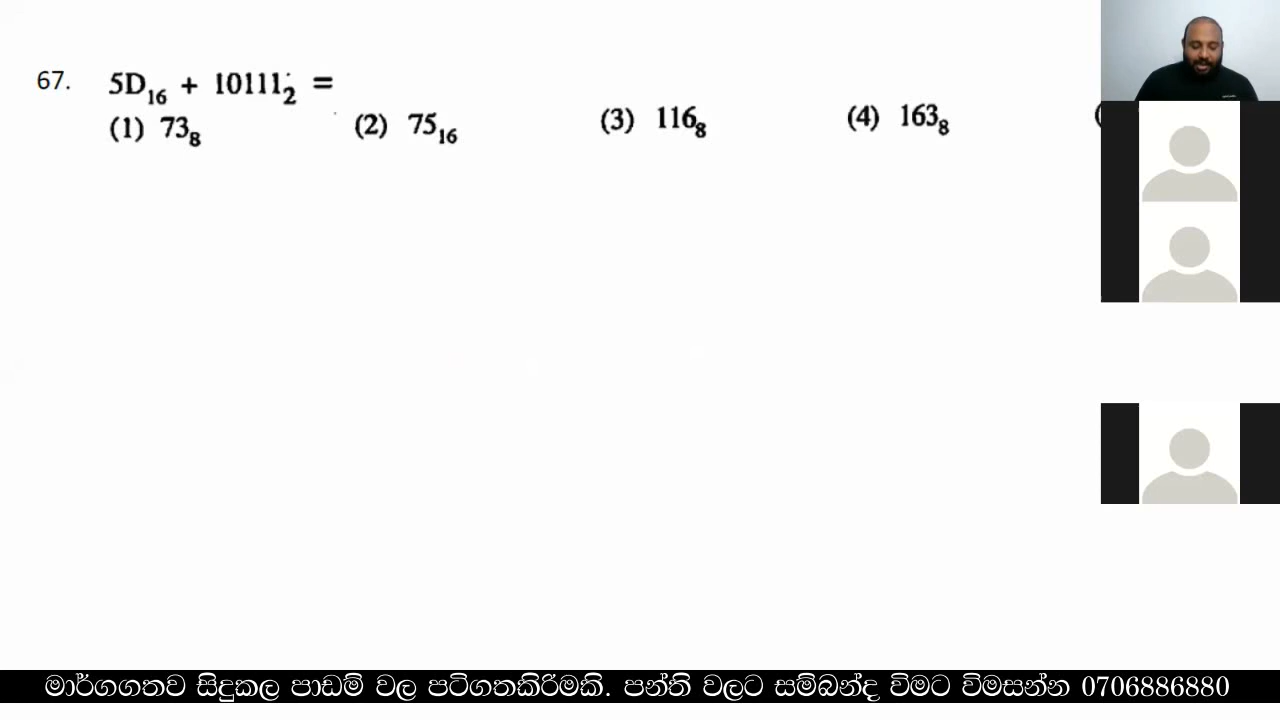 67. 5D₁₆ + 10111₂ =
(1) 73₈ (2) 75₁₆ (3) 116₈ (4) 163₈ (
මාර්ගගතව සිදුකල පාඩම් වල පටිගතකිරීමකි. පන්ති වලට සම්බන්ද වීමට විමසන්න 0706886880